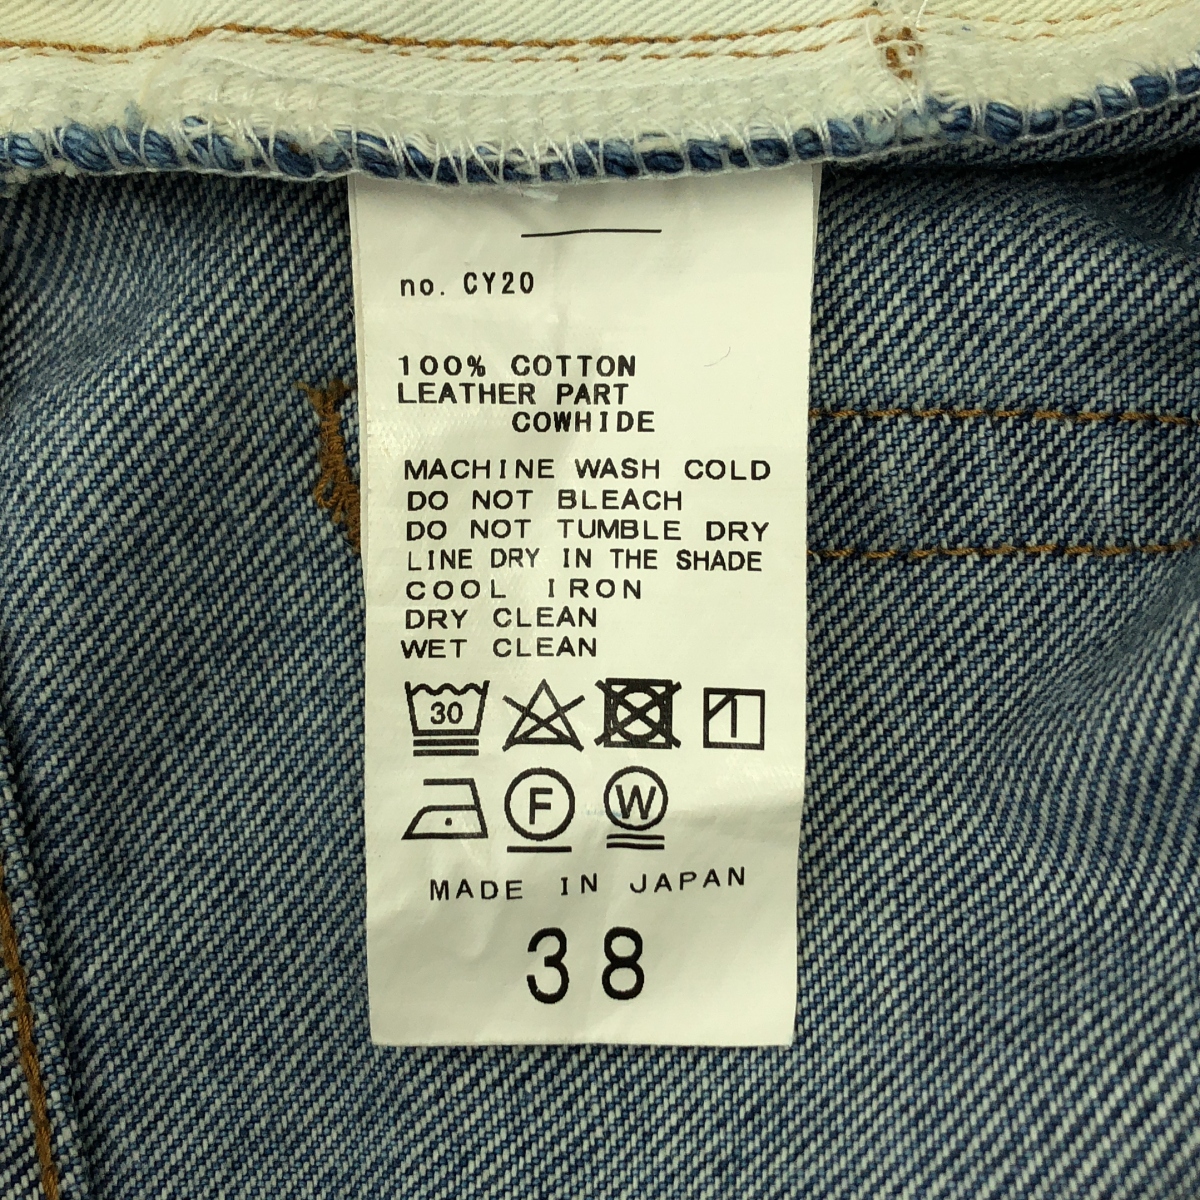 no. CY20
100% COTTON
LEATHER PART
COWHIDE
MACHINE WASH COLD
DO NOT BLEACH
DO NOT TUMBLE DRY
LINE DRY IN THE SHADE
COOL IRON
DRY CLEAN
WET CLEAN
30
F W
MADE IN JAPAN
38